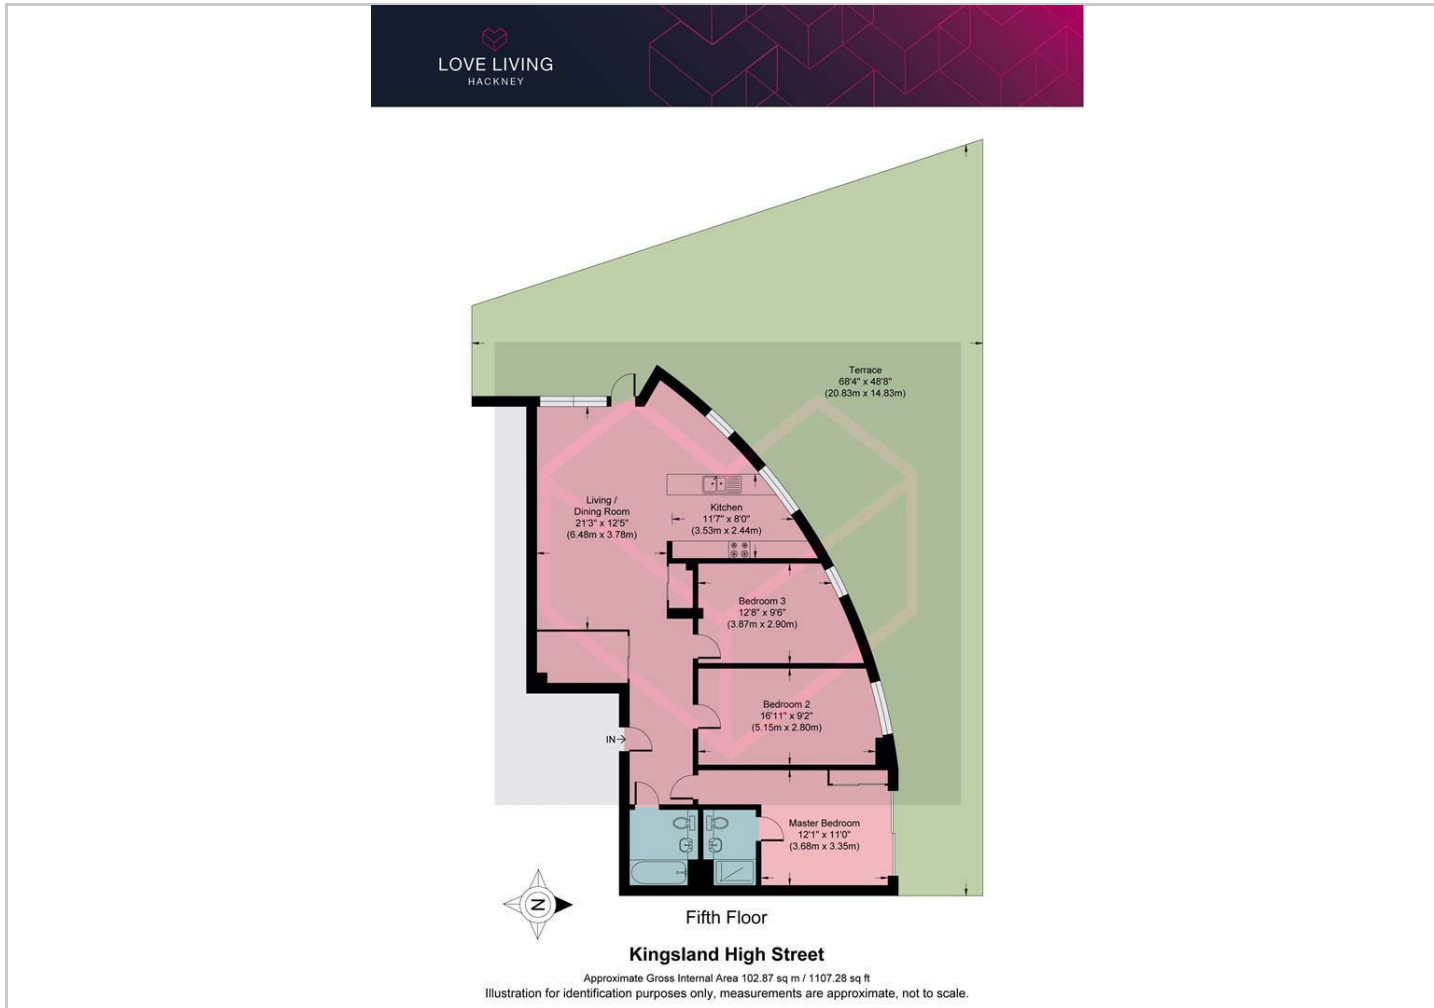 LOVE LIVING
HACKNEY
Terrace
68'4" x 48'8"
(20.83m x 14.83m)
Living /
Dining Room
21'3" x 12'5"
(6.48m x 3.78m)
Kitchen
11'7" x 8'0"
(3.53m x 2.44m)
Bedroom 3
12'8" x 9'6"
(3.87m x 2.90m)
Bedroom 2
16'11" x 9'2"
(5.15m x 2.80m)
IN
Master Bedroom
12'1" x 11'0"
(3.68m x 3.35m)
N
Fifth Floor
Kingsland High Street
Approximate Gross Internal Area 102.87 sq m / 1107.28 sq ft
Illustration for identification purposes only, measurements are approximate, not to scale.